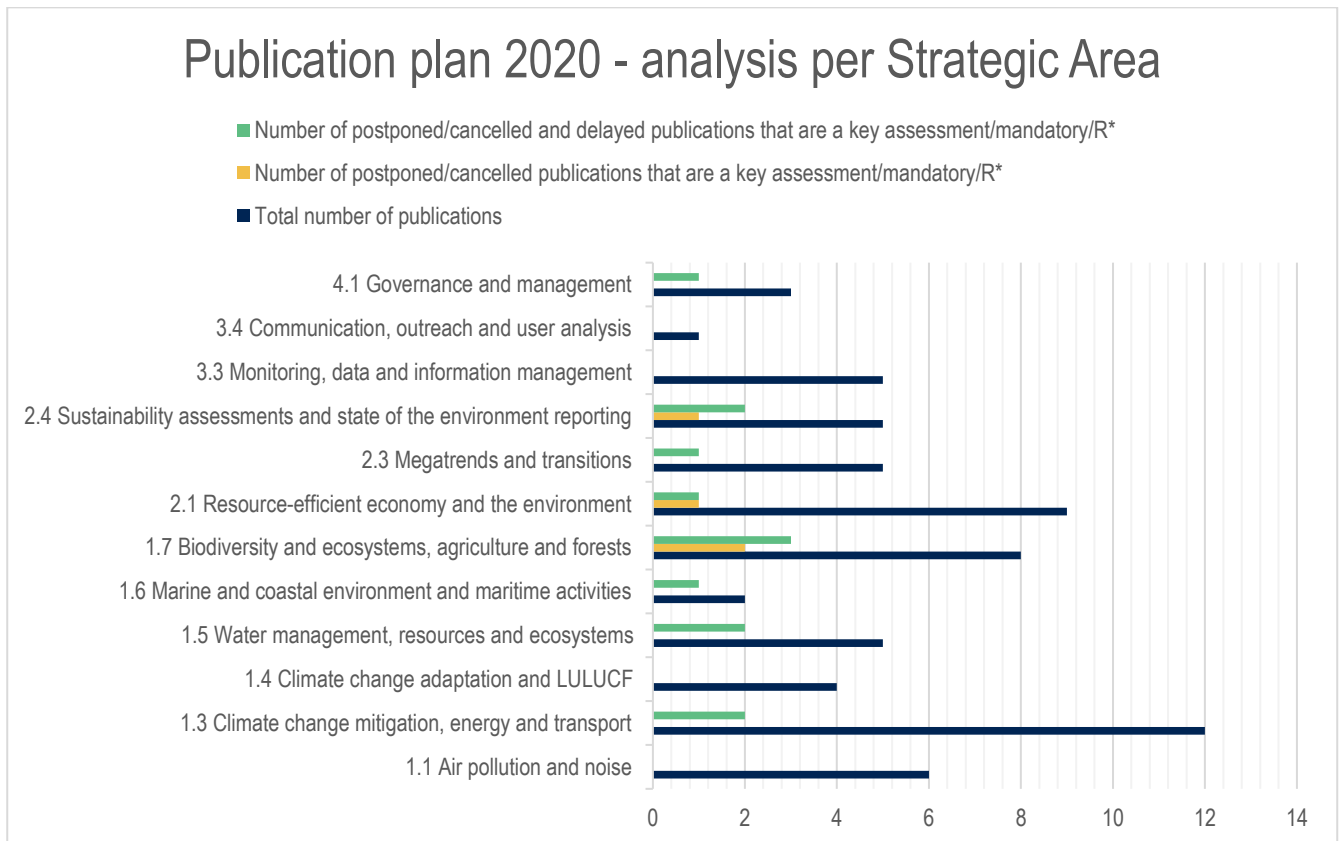 Publication plan 2020 - analysis per Strategic Area
Number of postponed/cancelled and delayed publications that are a key assessment/mandatory/R*
Number of postponed/cancelled publications that are a key assessment/mandatory/R*
Total number of publications
4.1 Governance and management
3.4 Communication, outreach and user analysis
3.3 Monitoring, data and information management
2.4 Sustainability assessments and state of the environment reporting
2.3 Megatrends and transitions
2.1 Resource-efficient economy and the environment
1.7 Biodiversity and ecosystems, agriculture and forests
1.6 Marine and coastal environment and maritime activities
1.5 Water management, resources and ecosystems
1.4 Climate change adaptation and LULUCF
1.3 Climate change mitigation, energy and transport
1.1 Air pollution and noise
0 2 4 6 8 10 12 14